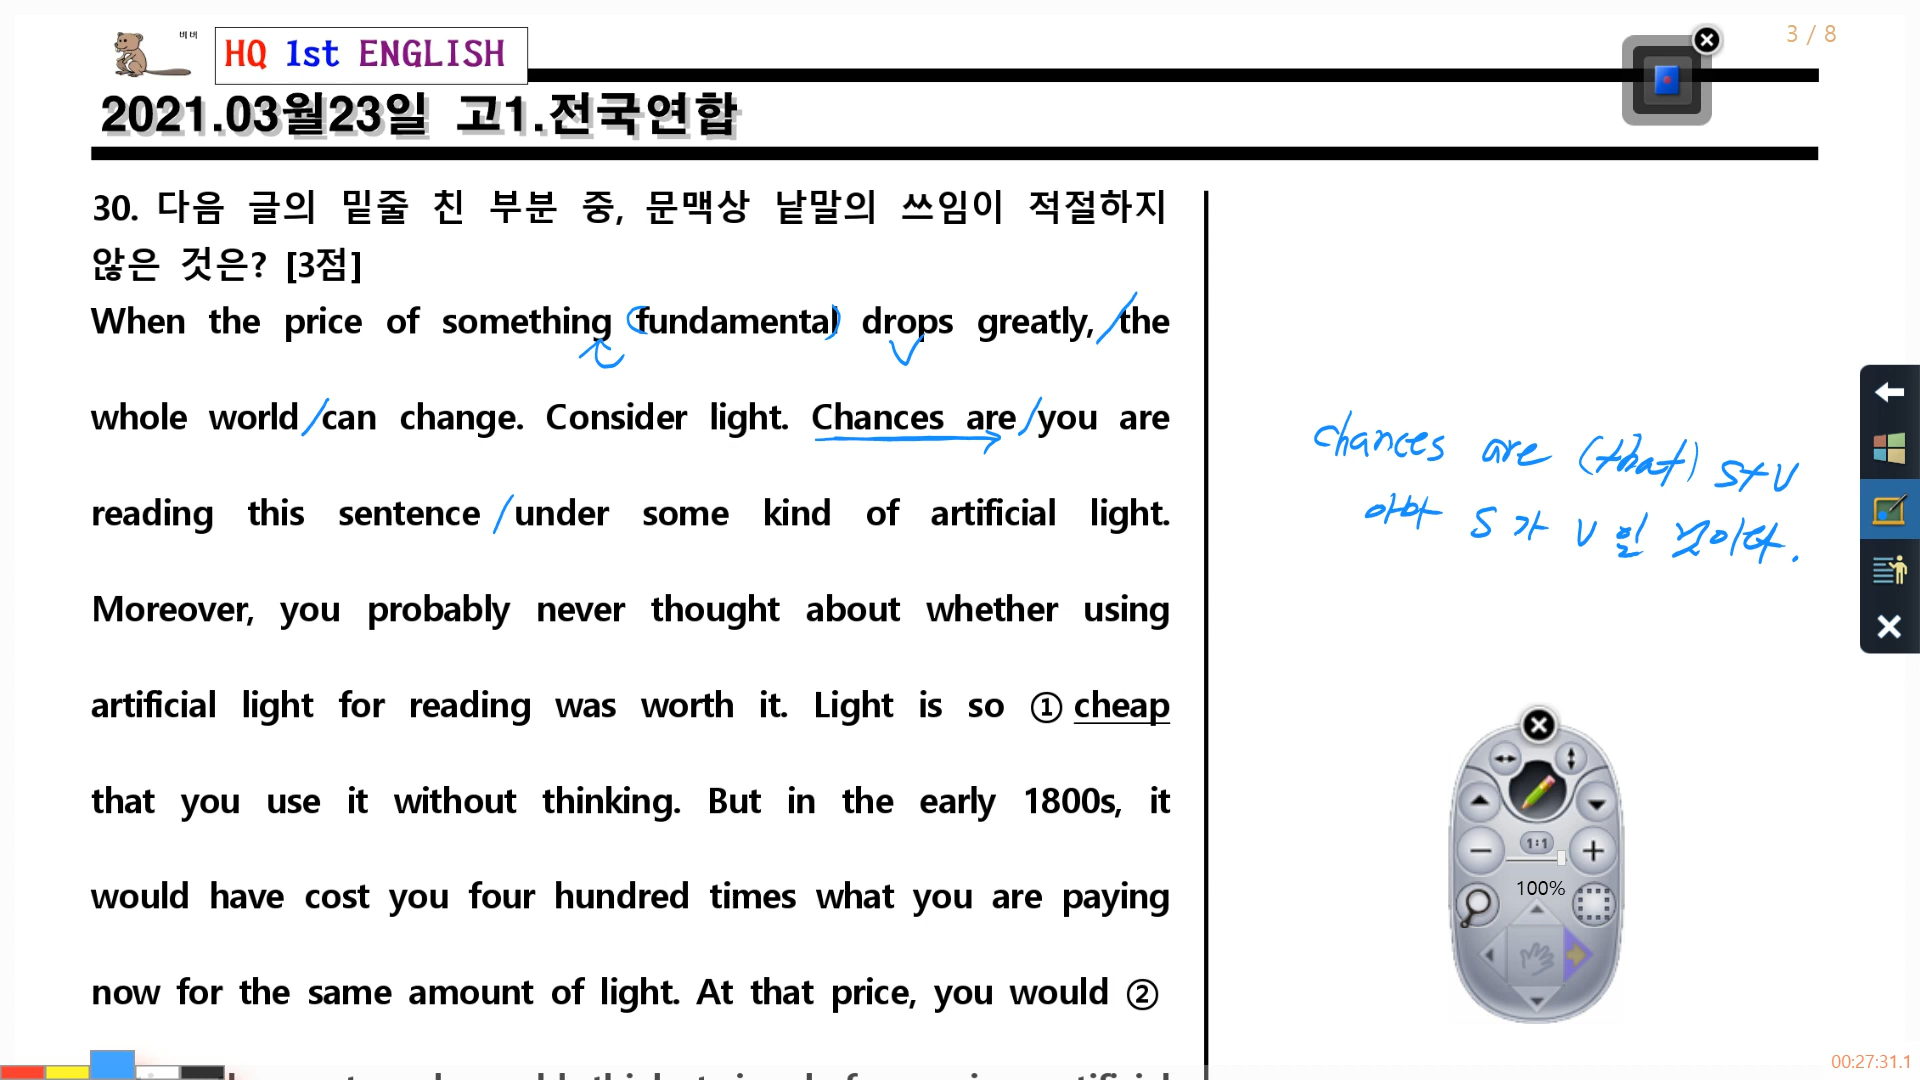 버버
HQ 1st ENGLISH
3 / 8
2021.03월23일 고1.전국연합
30. 다음 글의 밑줄 친 부분 중, 문맥상 낱말의 쓰임이 적절하지
않은 것은? [3점]
When the price of something fundamental drops greatly, the
whole world can change. Consider light. Chances are you are
reading this sentence under some kind of artificial light.
Moreover, you probably never thought about whether using
artificial light for reading was worth it. Light is so ① cheap
that you use it without thinking. But in the early 1800s, it
would have cost you four hundred times what you are paying
now for the same amount of light. At that price, you would ②
chances are (that) S+V
아마 S가 V일 것이다.
1:1
100%
00:27:31.1